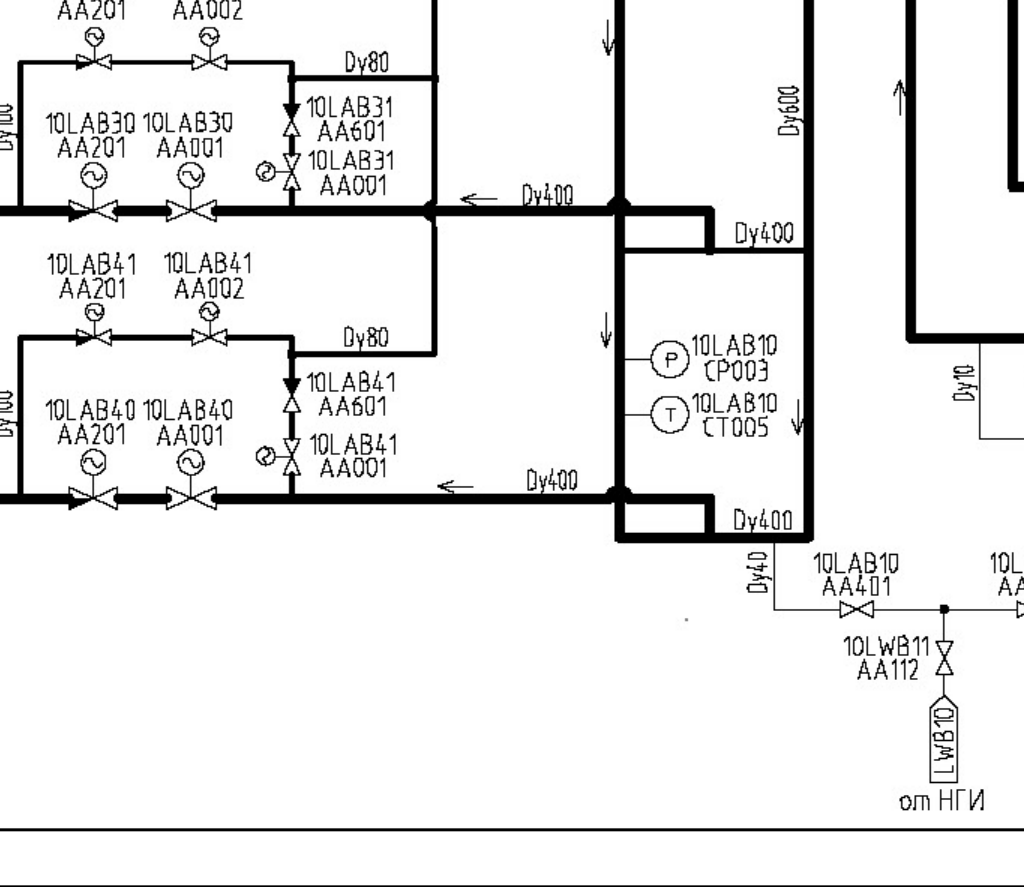 AA201
AA002
Dy80
Dy100
10LAB30
AA201
10LAB30
AA001
10LAB31
AA601
10LAB31
AA001
Dy600
Dy400
Dy400
10LAB41
AA201
10LAB41
AA002
Dy80
Dy100
10LAB40
AA201
10LAB40
AA001
10LAB41
AA601
10LAB41
AA001
P
10LAB10
CP003
T
10LAB10
CT005
Dy10
Dy400
Dy400
Dy40
10LAB10
AA401
10L
AA
10LWB11
AA112
LWB10
от НГИ